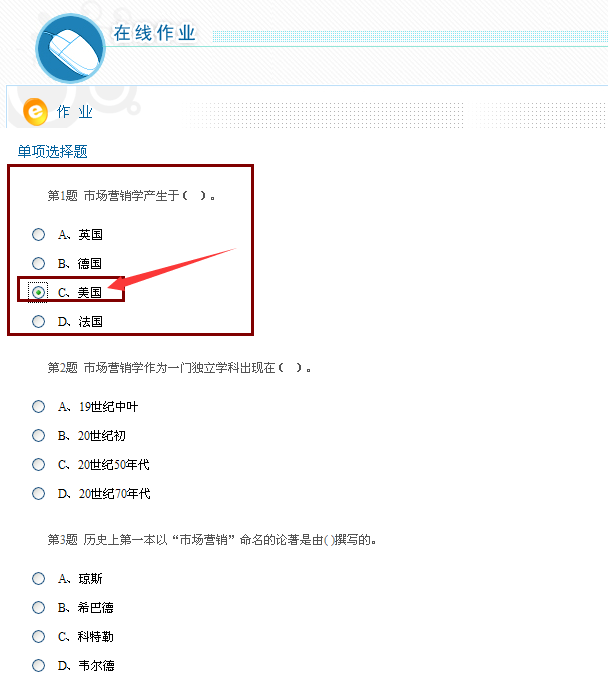 在线作业
作业
单项选择题
第1题 市场营销学产生于（ ）。
A、英国
B、德国
C、美国
D、法国
第2题 市场营销学作为一门独立学科出现在（ ）。
A、19世纪中叶
B、20世纪初
C、20世纪50年代
D、20世纪70年代
第3题 历史上第一本以“市场营销”命名的论著是由( )撰写的。
A、琼斯
B、希巴德
C、科特勒
D、韦尔德